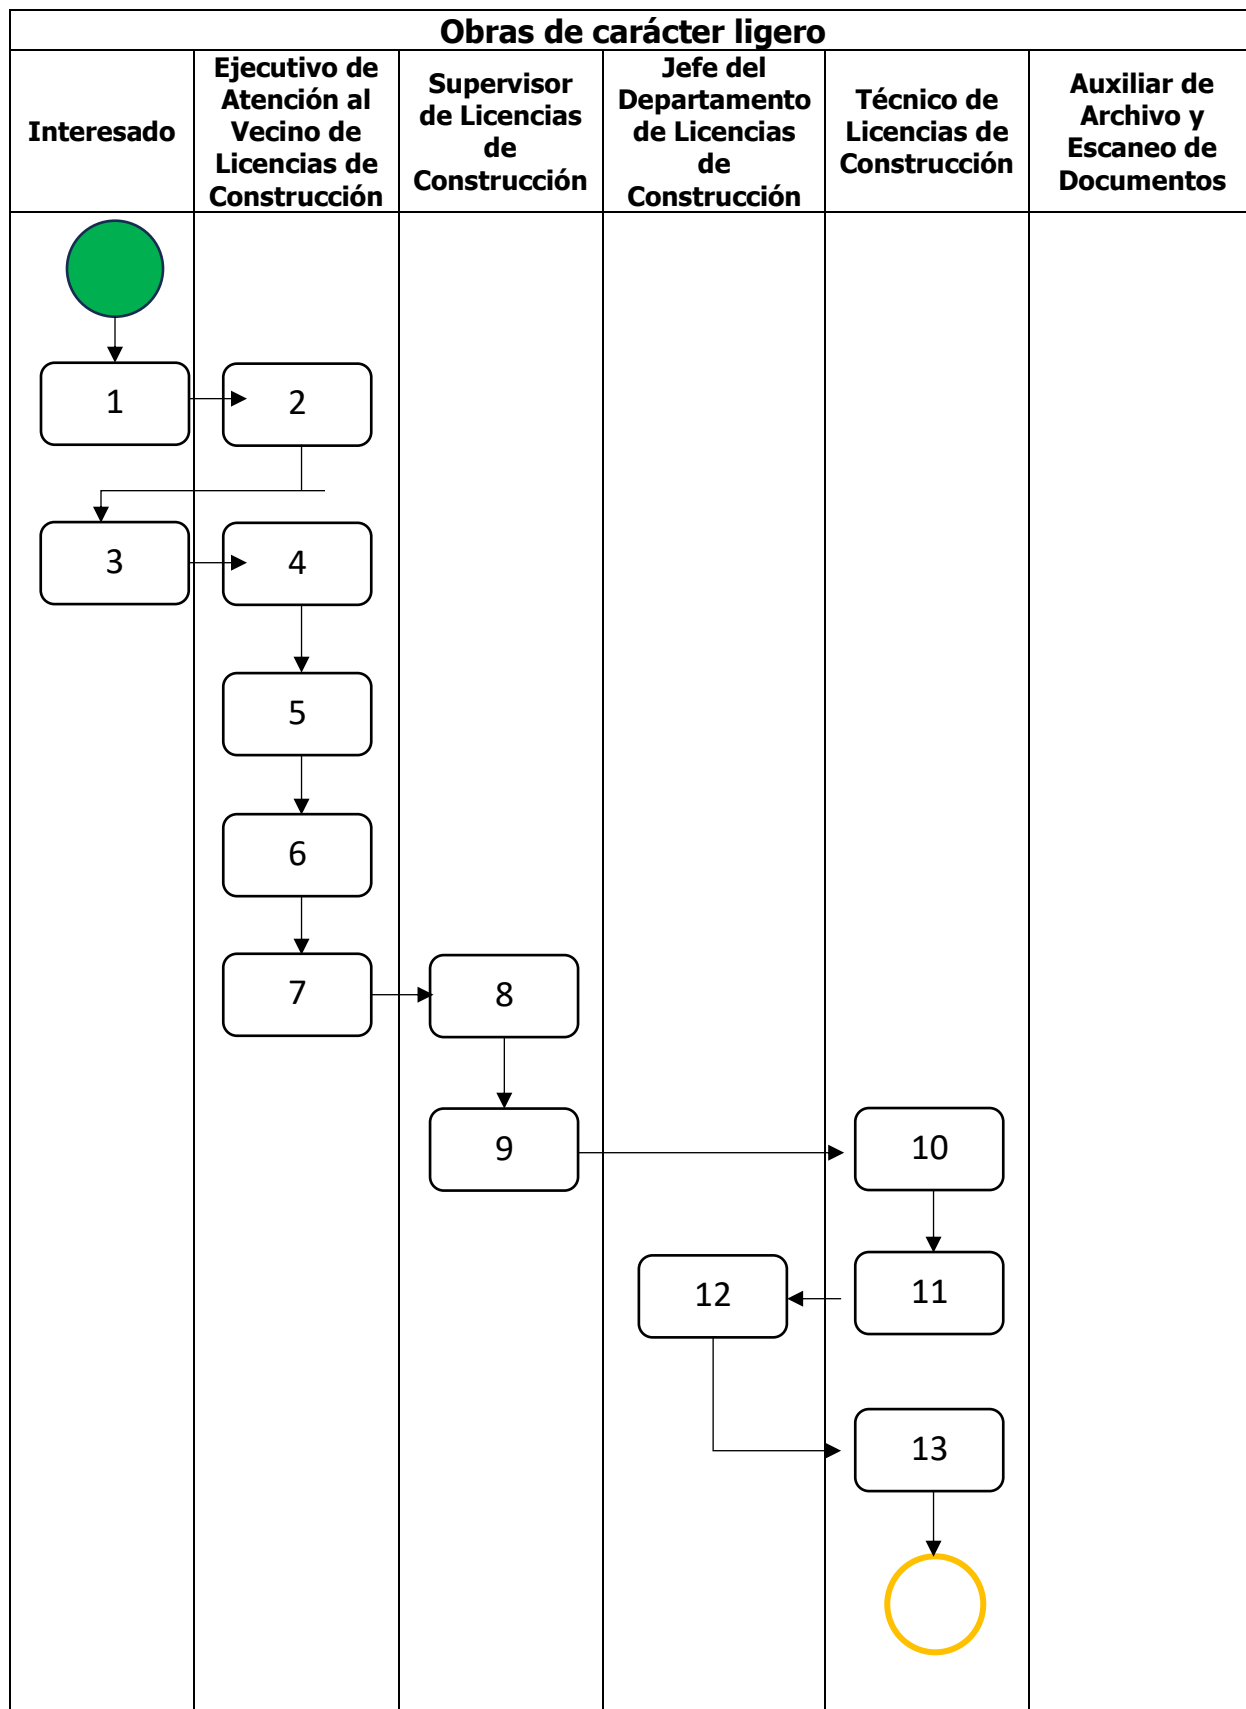 Obras de carácter ligero
Interesado
Ejecutivo de
Atención al
Vecino de
Licencias de
Construcción
Supervisor
de Licencias
de
Construcción
Jefe del
Departamento
de Licencias
de
Construcción
Técnico de
Licencias de
Construcción
Auxiliar de
Archivo y
Escaneo de
Documentos
1
2
3
4
5
6
7
8
9
10
11
12
13